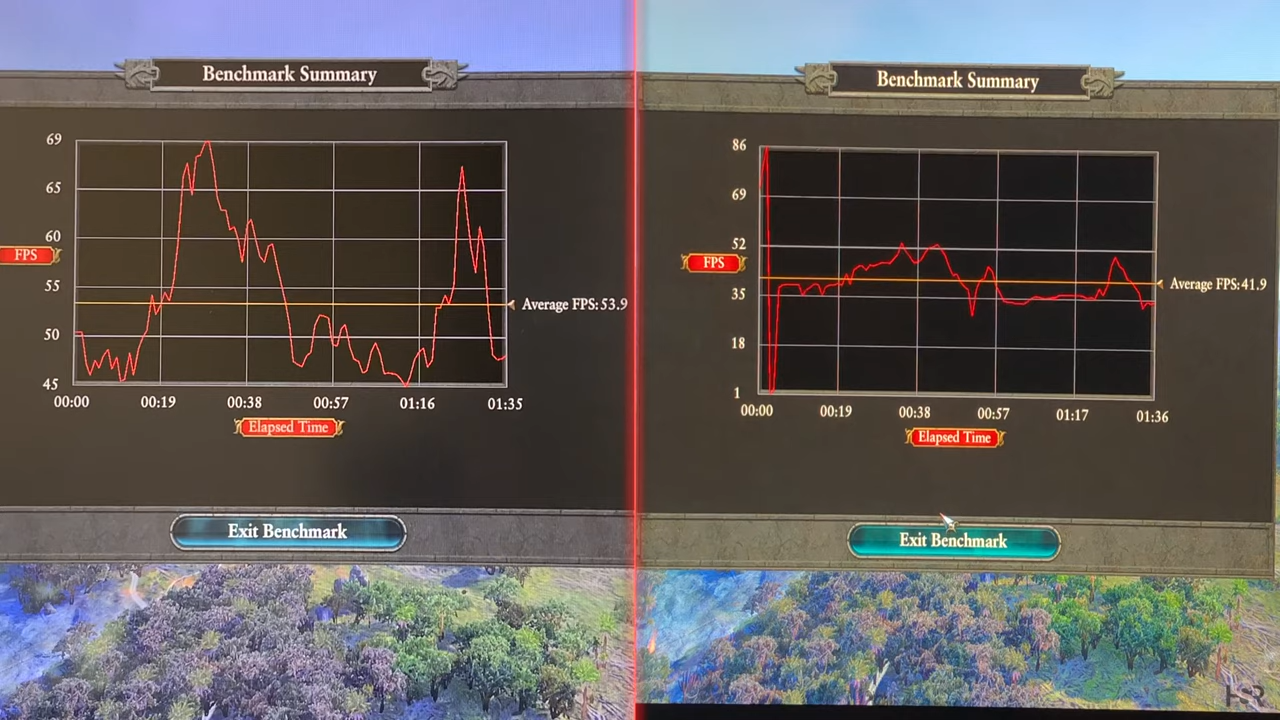 Benchmark Summary
69
65
60
FPS
55
50
45
00:00
00:19
00:38
00:57
01:16
01:35
Average FPS:53.9
Elapsed Time
Exit Benchmark
Benchmark Summary
86
69
52
FPS
35
18
1
00:00
00:19
00:38
00:57
01:17
01:36
Average FPS:41.9
Elapsed Time
Exit Benchmark